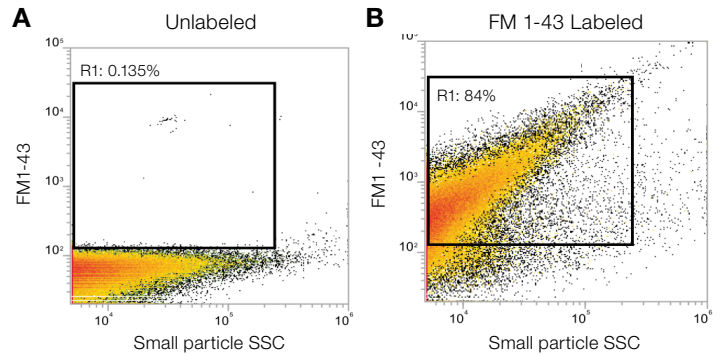 A
Unlabeled
10⁵
R1: 0.135%
10⁴
FM1-43
10³
10²
10⁴
10⁵
10⁶
Small particle SSC
B
FM 1-43 Labeled
R1: 84%
10⁴
FM1 -43
10³
10²
10⁴
10⁵
10⁶
Small particle SSC